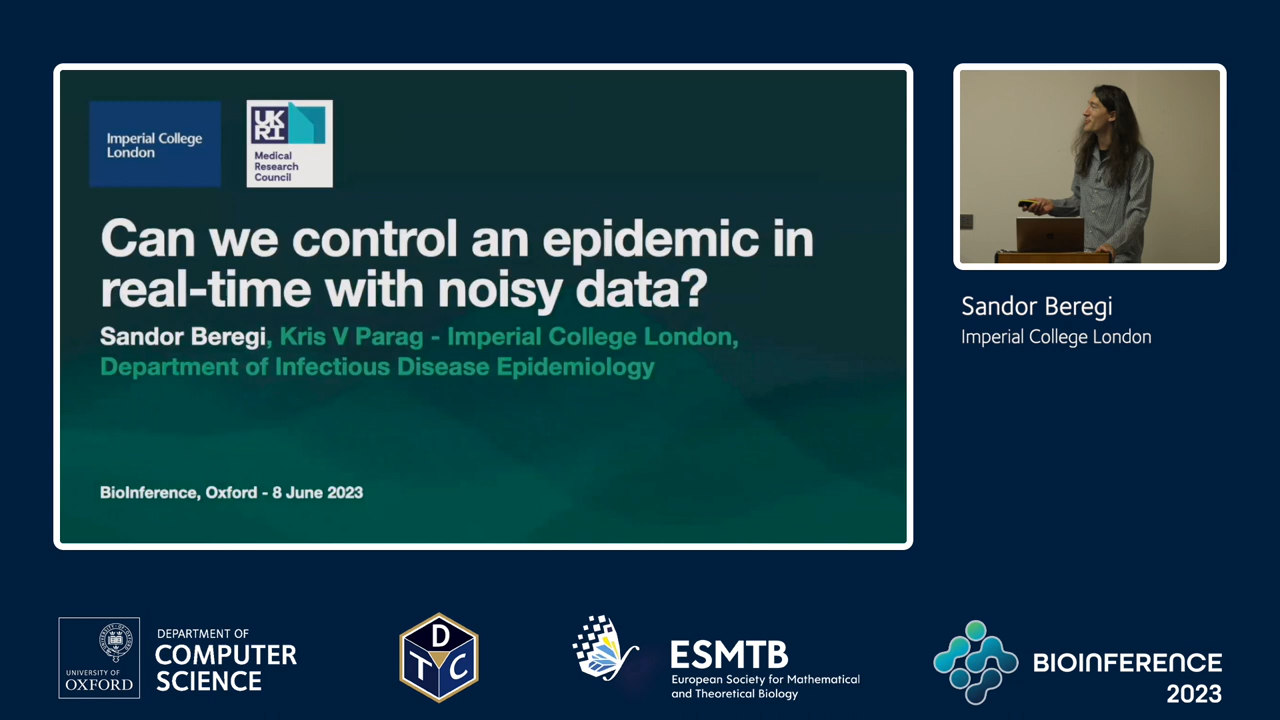 Imperial College
London
UK
RI
Medical
Research
Council
Can we control an epidemic in
real-time with noisy data?
Sandor Beregi, Kris V Parag - Imperial College London,
Department of Infectious Disease Epidemiology
BioInference, Oxford - 8 June 2023
Sandor Beregi
Imperial College London
UNIVERSITY OF
OXFORD
DEPARTMENT OF
COMPUTER
SCIENCE
D
T C
ESMTB
European Society for Mathematical
and Theoretical Biology
BIOINFERENCE
2023